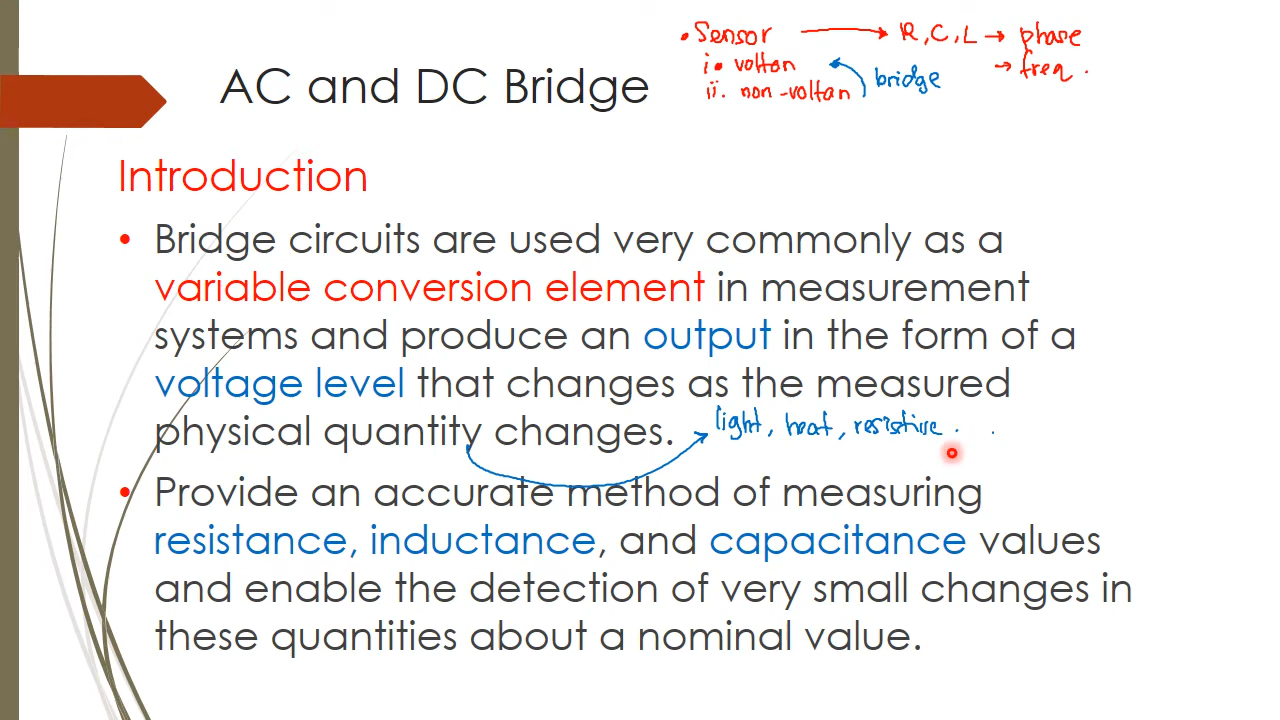 • Sensor → R, C, L → phase
i. voltan → freq.
ii. non-voltan bridge
AC and DC Bridge
Introduction
• Bridge circuits are used very commonly as a
variable conversion element in measurement
systems and produce an output in the form of a
voltage level that changes as the measured
physical quantity changes.
light, heat, resistive..
• Provide an accurate method of measuring
resistance, inductance, and capacitance values
and enable the detection of very small changes in
these quantities about a nominal value.